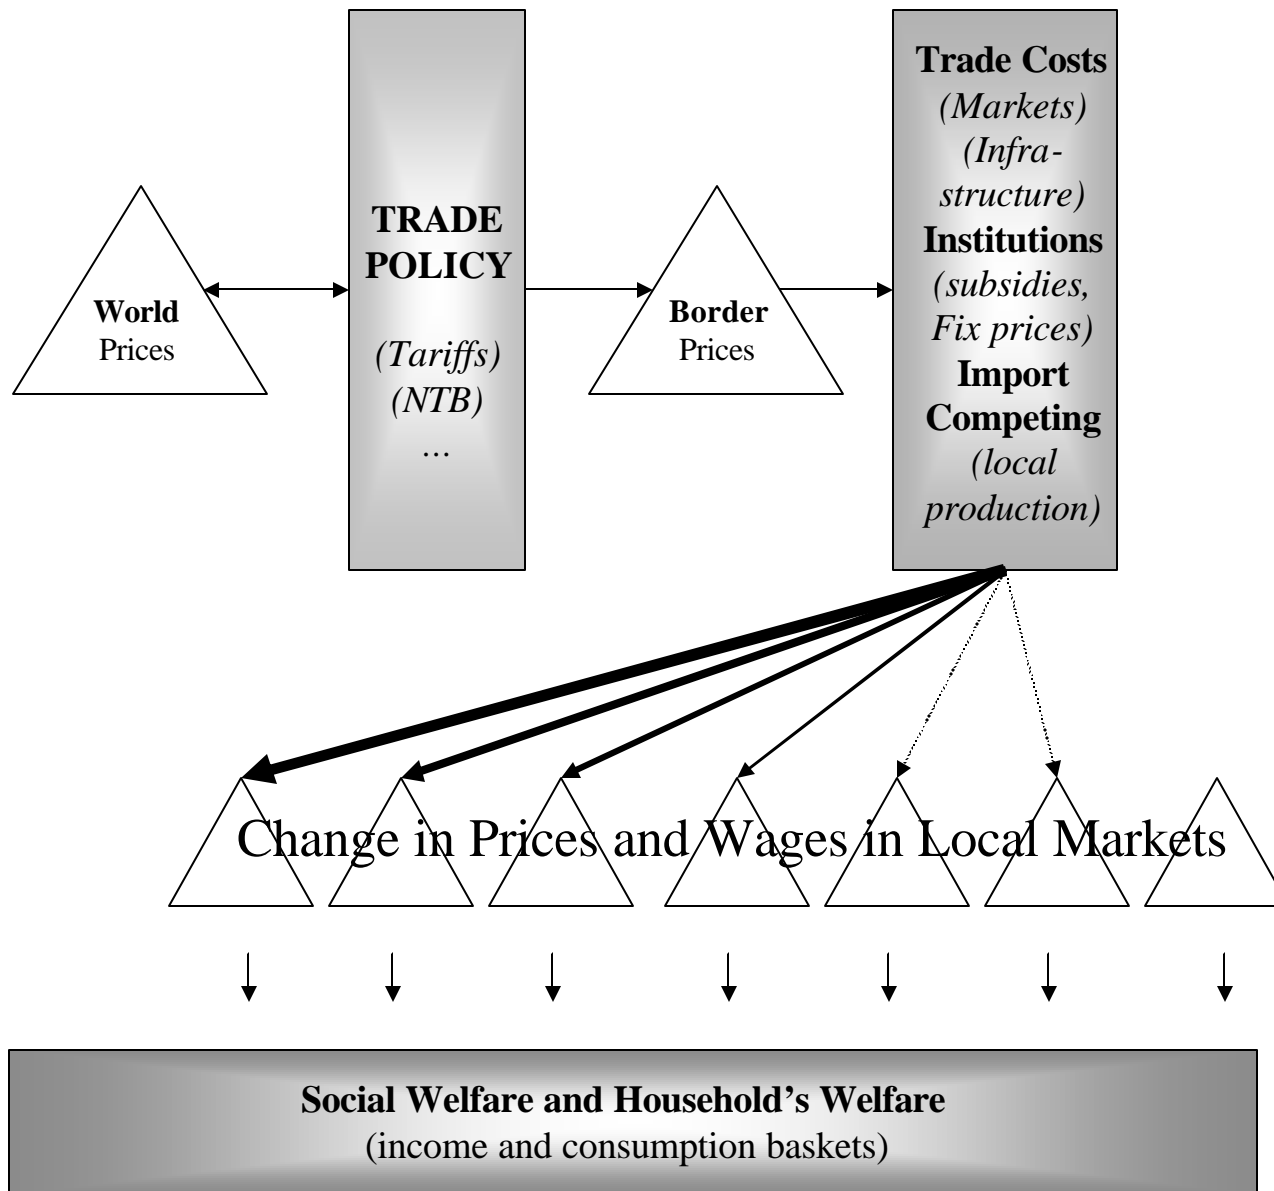 World
Prices
TRADE
POLICY
(Tariffs)
(NTB)
...
Border
Prices
Trade Costs
(Markets)
(Infra-
structure)
Institutions
(subsidies,
Fix prices)
Import
Competing
(local
production)
Change in Prices and Wages in Local Markets
Social Welfare and Household's Welfare
(income and consumption baskets)